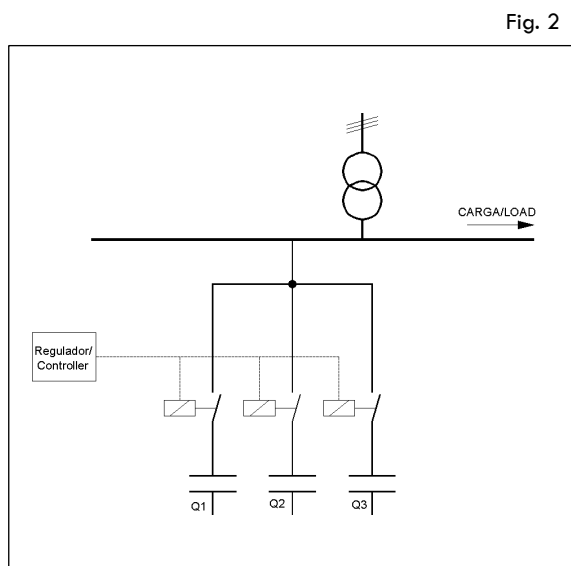 Fig. 2
CARGA/LOAD
Regulador/
Controller
Q1
Q2
Q3